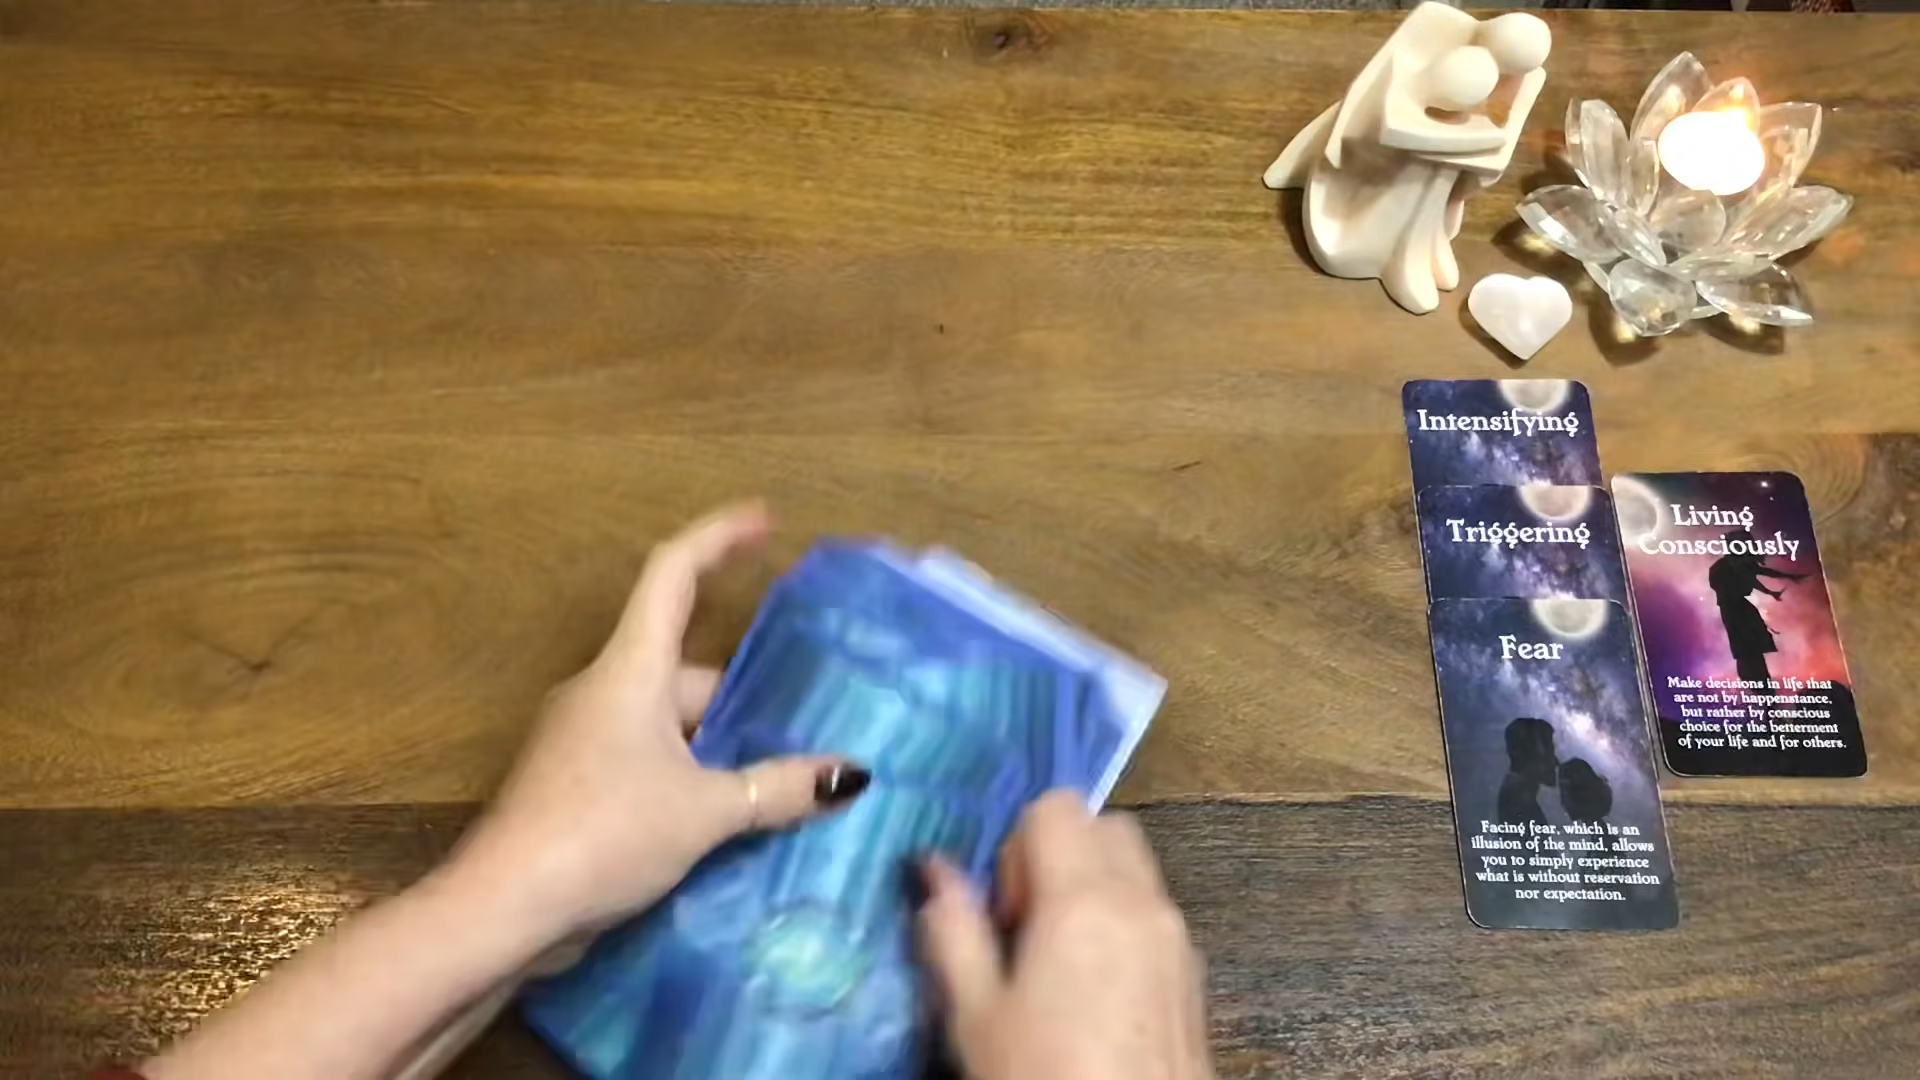 Intensifying
Triggering
Fear
Facing fear, which is an
illusion of the mind, allows
you to simply experience
what is without reservation
nor expectation.
Living
Consciously
Make decisions in life that
are not by happenstance,
but rather by conscious
choice for the betterment
of your life and for others.